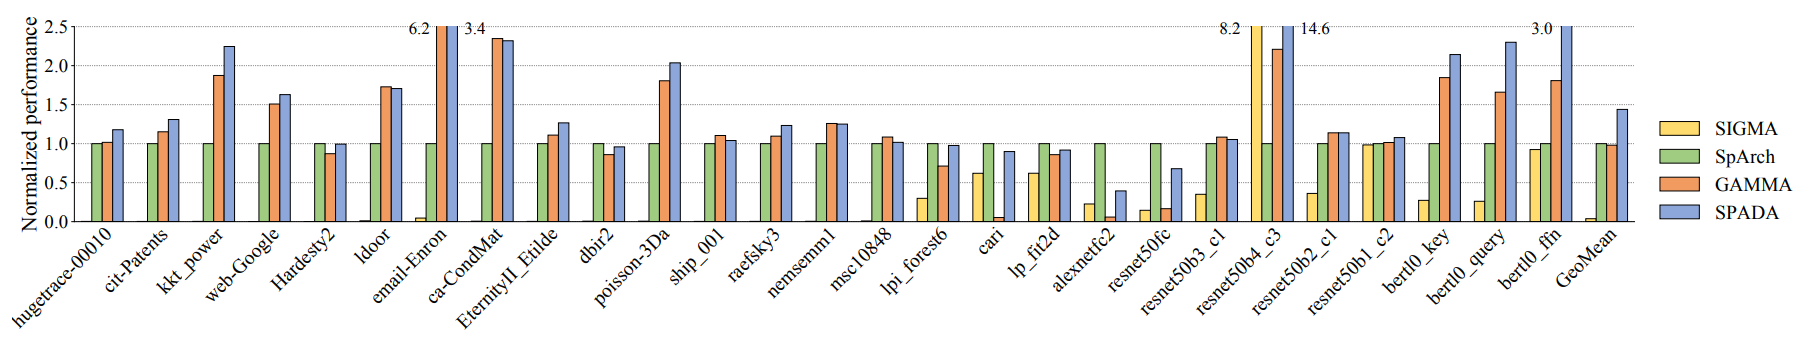 Normalized performance
2.5
2.0
1.5
1.0
0.5
0.0
6.2
3.4
8.2
14.6
3.0
hugetrace-00010
cit-Patents
kkt_power
web-Google
Hardesty2
ldoor
email-Enron
ca-CondMat
EternityII_Etilde
dbir2
poisson-3Da
ship_001
raefsky3
nemsemm1
msc10848
lpi_forest6
cari
lp_fit2d
alexnetfc2
resnet50fc
resnet50b3_c1
resnet50b4_c3
resnet50b2_c1
resnet50b1_c2
bertl0_key
bertl0_query
bertl0_ffn
GeoMean
SIGMA
SpArch
GAMMA
SPADA